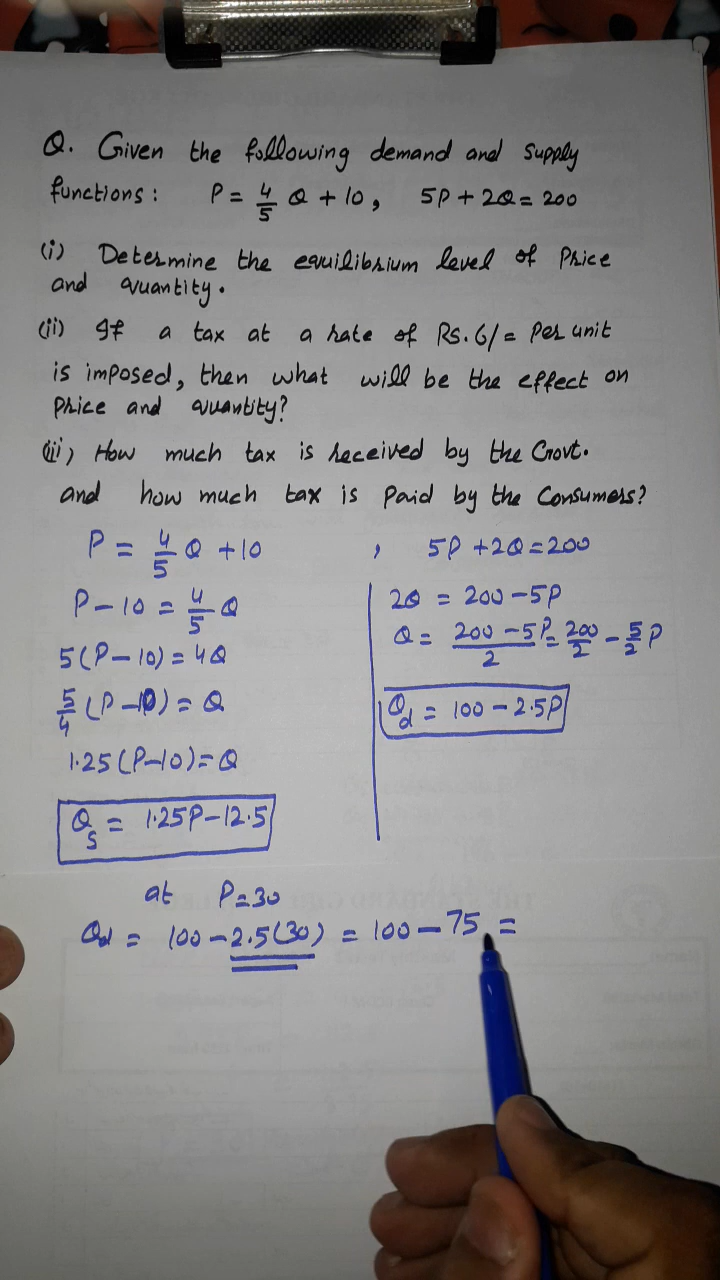 Q. Given the following demand and supply
functions: P = 4/5 Q + 10, 5P + 2Q = 200
(i) Determine the equilibrium level of Price
and quantity.
(ii) If a tax at a rate of Rs. 6/= Per unit
is imposed, then what will be the effect on
Price and quantity?
(iii) How much tax is received by the Govt.
and how much tax is paid by the Consumers?
P = 4/5 Q + 10 , 5P + 2Q = 200
P - 10 = 4/5 Q
5(P - 10) = 4Q
5/4 (P - 10) = Q
1.25 (P - 10) = Q
Qs = 1.25P - 12.5
2Q = 200 - 5P
Q = 200 - 5P/2 = 200/2 - 5/2 P
Qd = 100 - 2.5P
at P = 30
Qd = 100 - 2.5(30) = 100 - 75 =